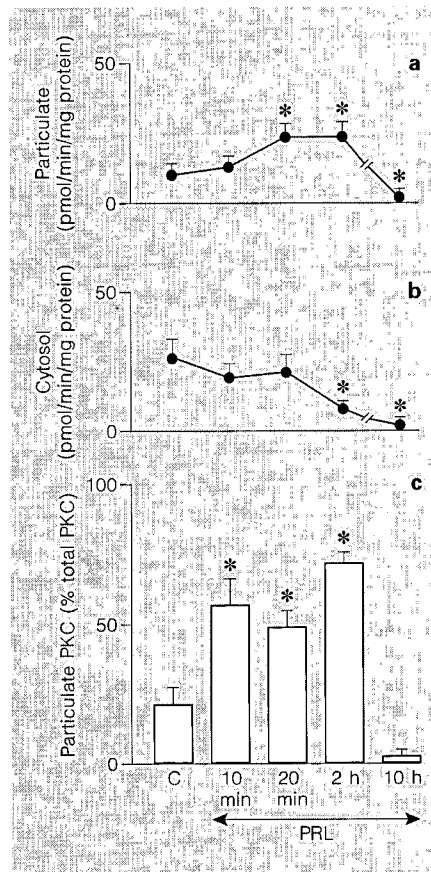 a
50
Particulate
(pmol/min/mg protein)
* * *
0
b
50
Cytosol
(pmol/min/mg protein)
* *
0
c
100
Particulate PKC (% total PKC)
* * *
50
0
C 10 min 20 min 2 h 10 h
PRL